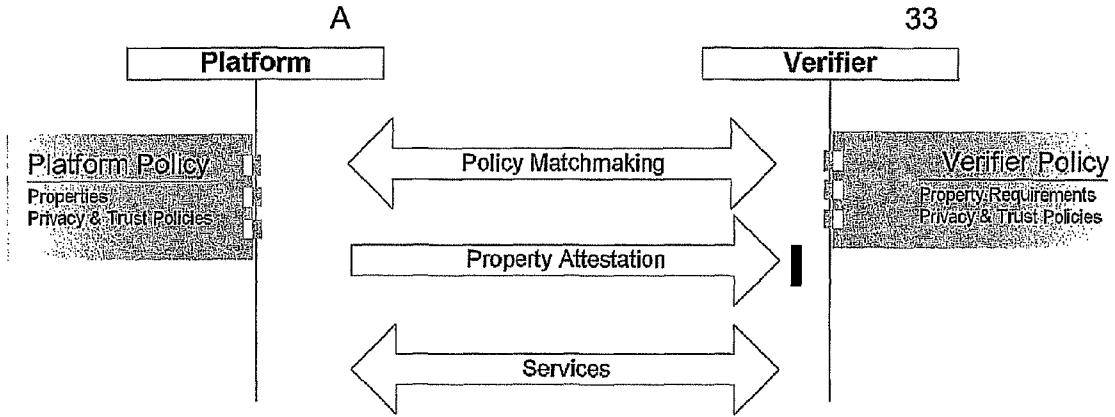 A
33
Platform
Verifier
Platform Policy
Properties
Privacy & Trust Policies
Policy Matchmaking
Verifier Policy
Property Requirements
Privacy & Trust Policies
Property Attestation
Services